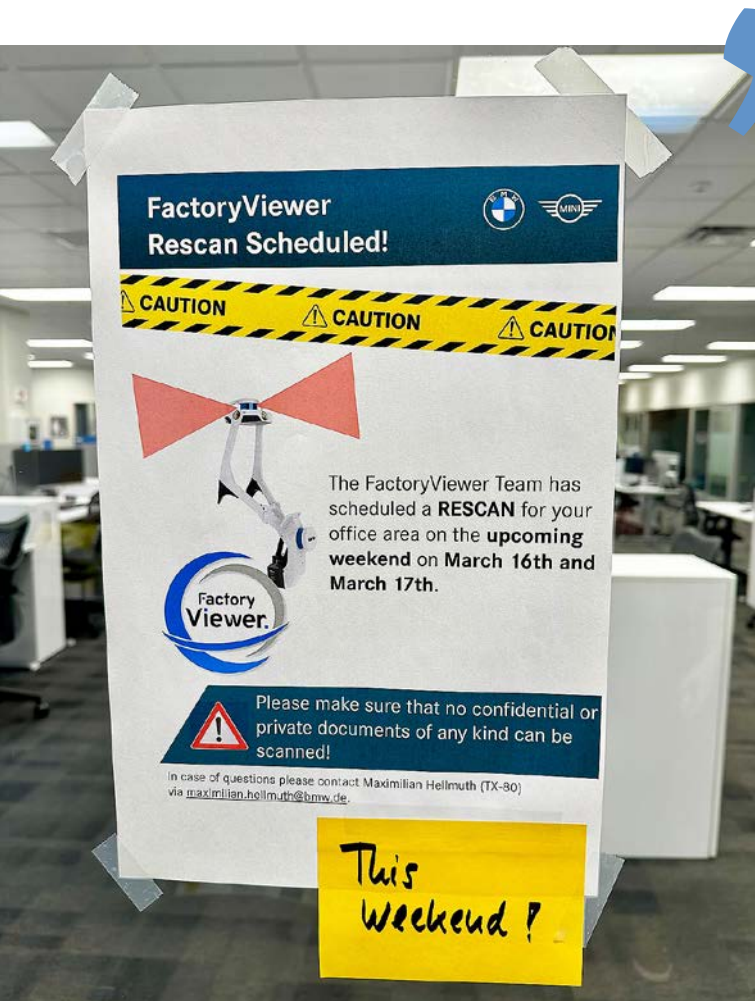 FactoryViewer
Rescan Scheduled!
BMW
MINI
CAUTION
CAUTION
CAUTION
The FactoryViewer Team has
scheduled a RESCAN for your
office area on the upcoming
weekend on March 16th and
March 17th.
Factory
Viewer.
Please make sure that no confidential or
private documents of any kind can be
scanned!
In case of questions please contact Maximilian Hellmuth (TX-80)
via maximilian.hellmuth@bmw.de.
This
Weekend!